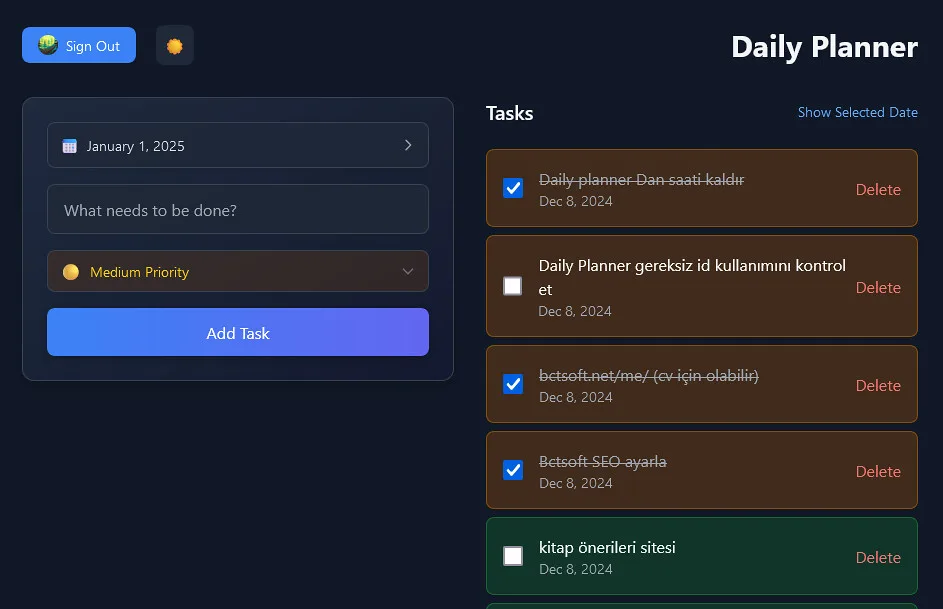 Sign Out
Daily Planner
January 1, 2025
What needs to be done?
Medium Priority
Add Task
Tasks
Show Selected Date
Daily planner Dan saati kaldır
Dec 8, 2024
Delete
Daily Planner gereksiz id kullanımını kontrol
et
Dec 8, 2024
Delete
bctsoft.net/me/ (cv için olabilir)
Dec 8, 2024
Delete
Bctsoft SEO ayarla
Dec 8, 2024
Delete
kitap önerileri sitesi
Dec 8, 2024
Delete